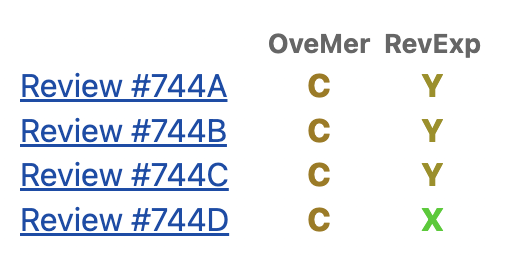 OveMer RevExp
Review #744A C Y
Review #744B C Y
Review #744C C Y
Review #744D C X